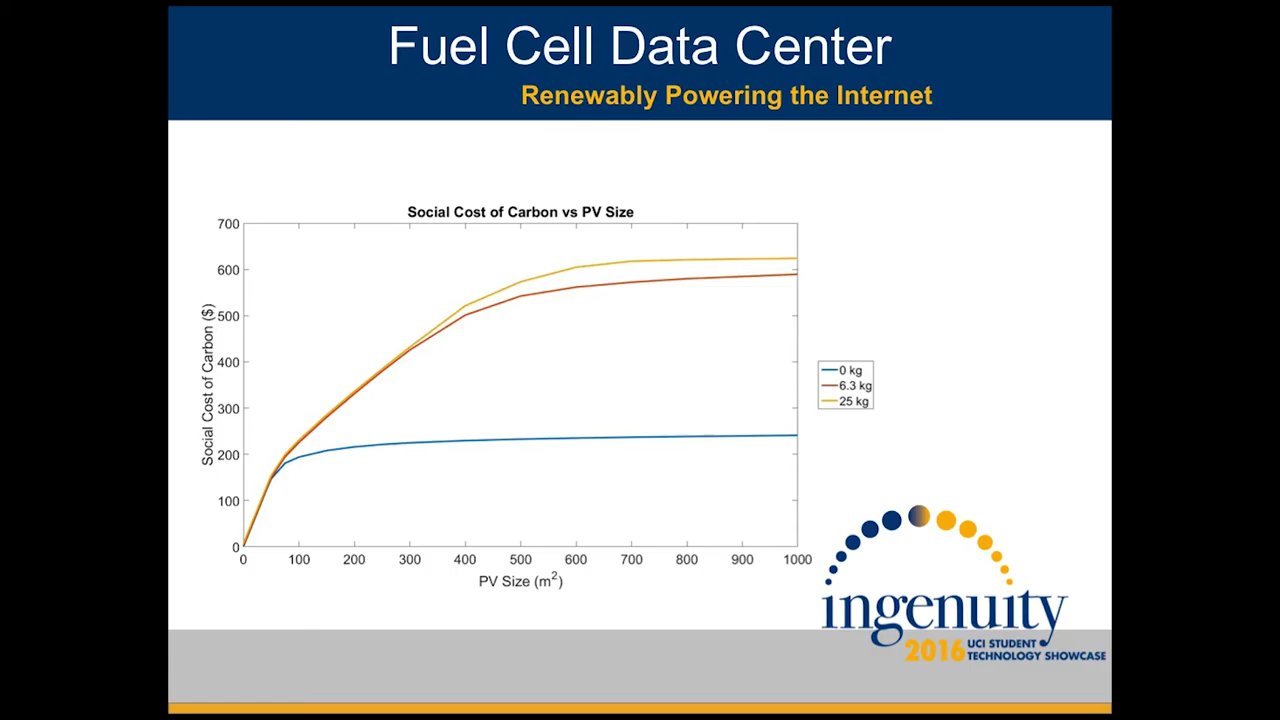 Fuel Cell Data Center
Renewably Powering the Internet
Social Cost of Carbon vs PV Size
700
600
500
400
300
200
100
0
Social Cost of Carbon ($)
0 100 200 300 400 500 600 700 800 900 1000
PV Size (m²)
0 kg
6.3 kg
25 kg
ingenuity
2016 UCI STUDENT
TECHNOLOGY SHOWCASE